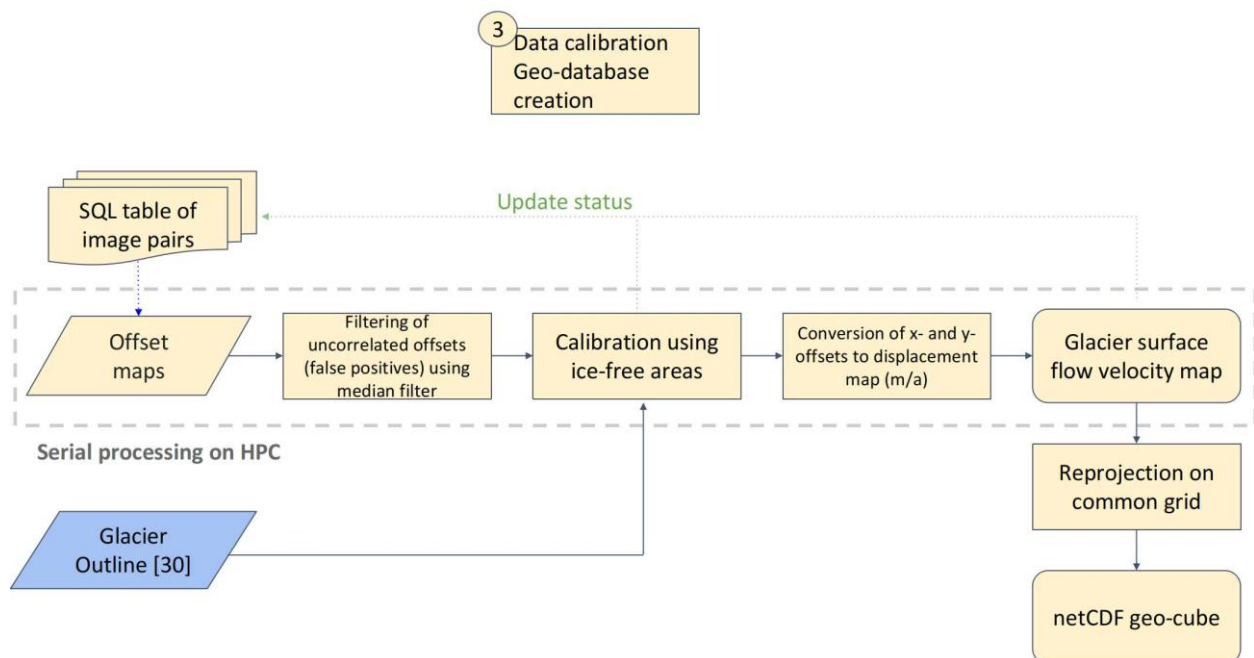 3
Data calibration
Geo-database
creation
Update status
SQL table of
image pairs
Offset
maps
Filtering of
uncorrelated offsets
(false positives) using
median filter
Calibration using
ice-free areas
Conversion of x- and y-
offsets to displacement
map (m/a)
Glacier surface
flow velocity map
Serial processing on HPC
Glacier
Outline [30]
Reprojection on
common grid
netCDF geo-cube